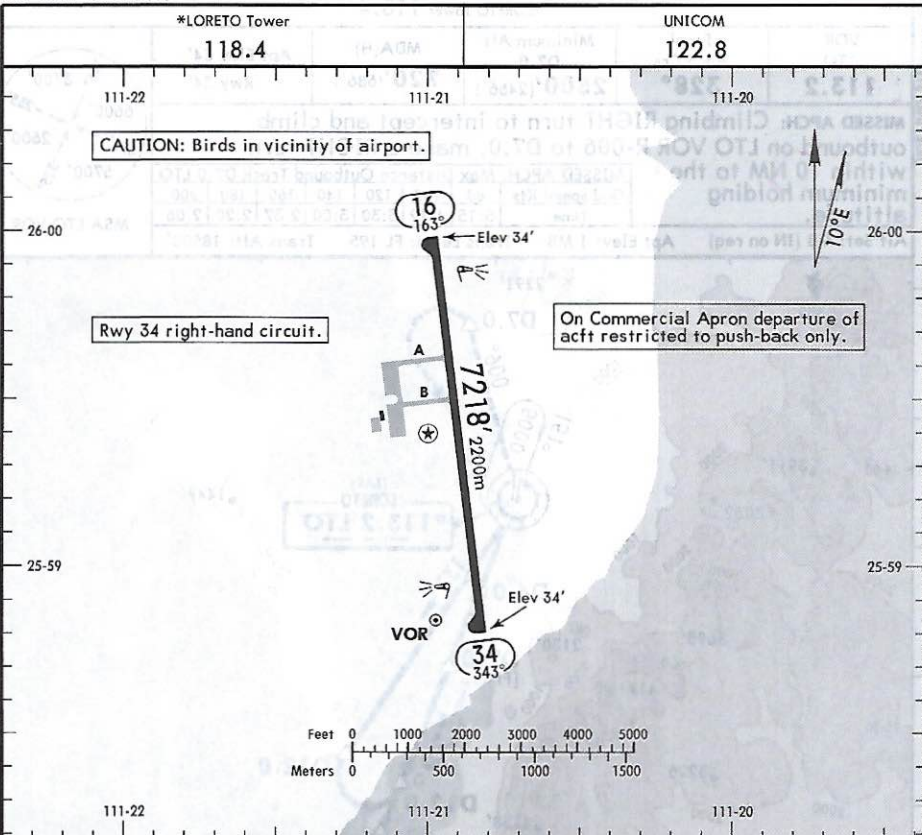 *LORETO Tower
118.4
UNICOM
122.8
111-22
111-21
111-20
CAUTION: Birds in vicinity of airport.
16
163°
Elev 34'
26-00
26-00
10°E
Rwy 34 right-hand circuit.
On Commercial Apron departure of
acft restricted to push-back only.
A
B
7218' 2200m
25-59
25-59
Elev 34'
VOR
34
343°
Feet 0 1000 2000 3000 4000 5000
Meters 0 500 1000 1500
111-22
111-21
111-20